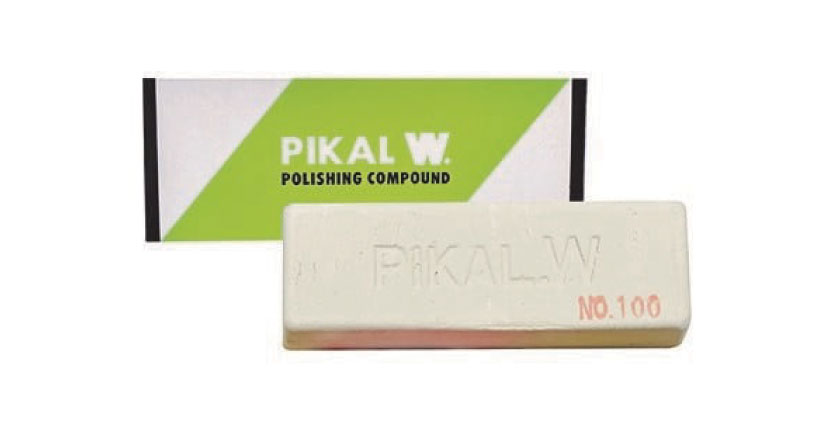 PIKAL W.
POLISHING COMPOUND
PIKAL.W
NO.100